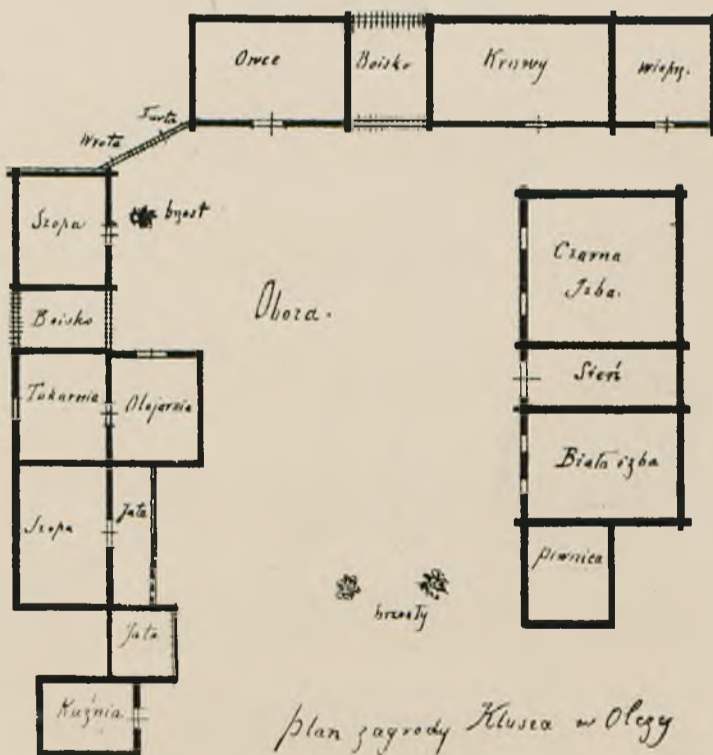 Owce
Boisko
Krowy
Wieprz.
Furta
Wrota
Szopa
brzost
Czarna
Izba.
Boisko
Obora.
Sień
Tokarnia
Olejarnia
Biała izba
Szopa
Jata
Piwnica
brzosty
Jata
Kuźnia
plan zagrody Klusia w Olczy